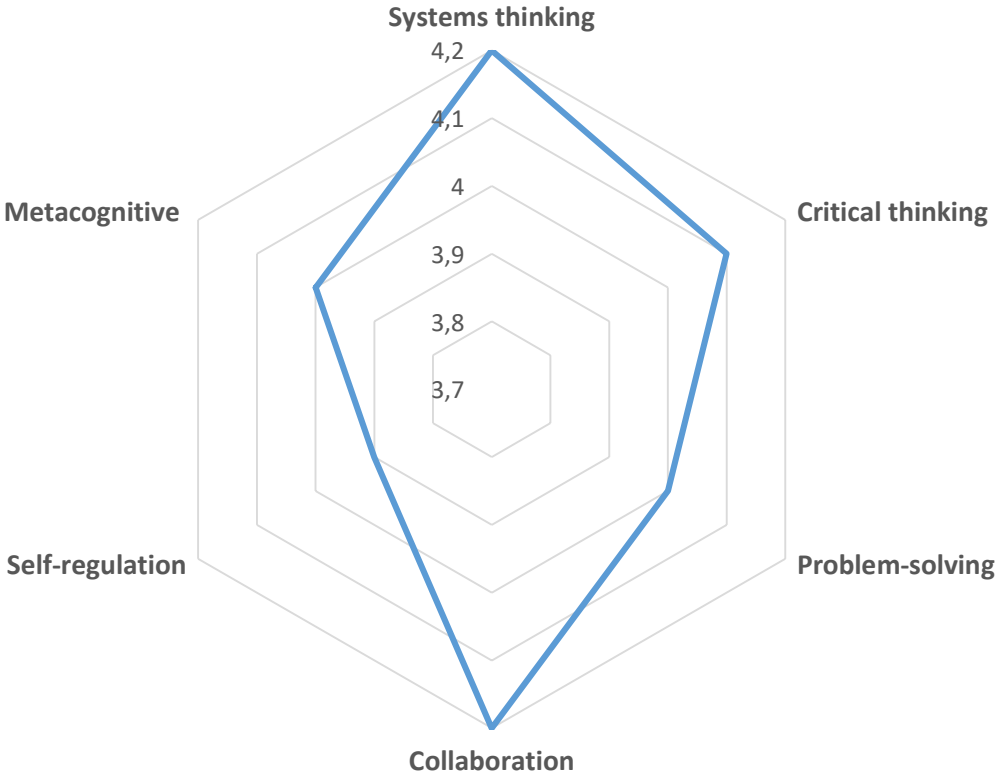 Systems thinking
4,2
4,1
4
3,9
3,8
3,7
Metacognitive
Critical thinking
Self-regulation
Problem-solving
Collaboration